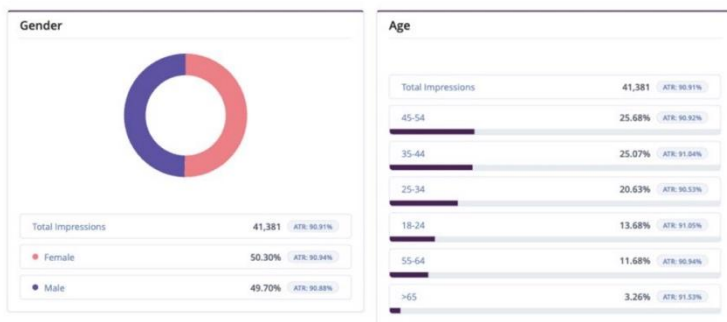 Gender
Total Impressions 41,381 ATR: 90.91%
Female 50.30% ATR: 90.94%
Male 49.70% ATR: 90.88%
Age
Total Impressions 41,381 ATR: 90.91%
45-54 25.68% ATR: 90.92%
35-44 25.07% ATR: 91.04%
25-34 20.63% ATR: 90.53%
18-24 13.68% ATR: 91.05%
55-64 11.68% ATR: 90.94%
>65 3.26% ATR: 91.53%